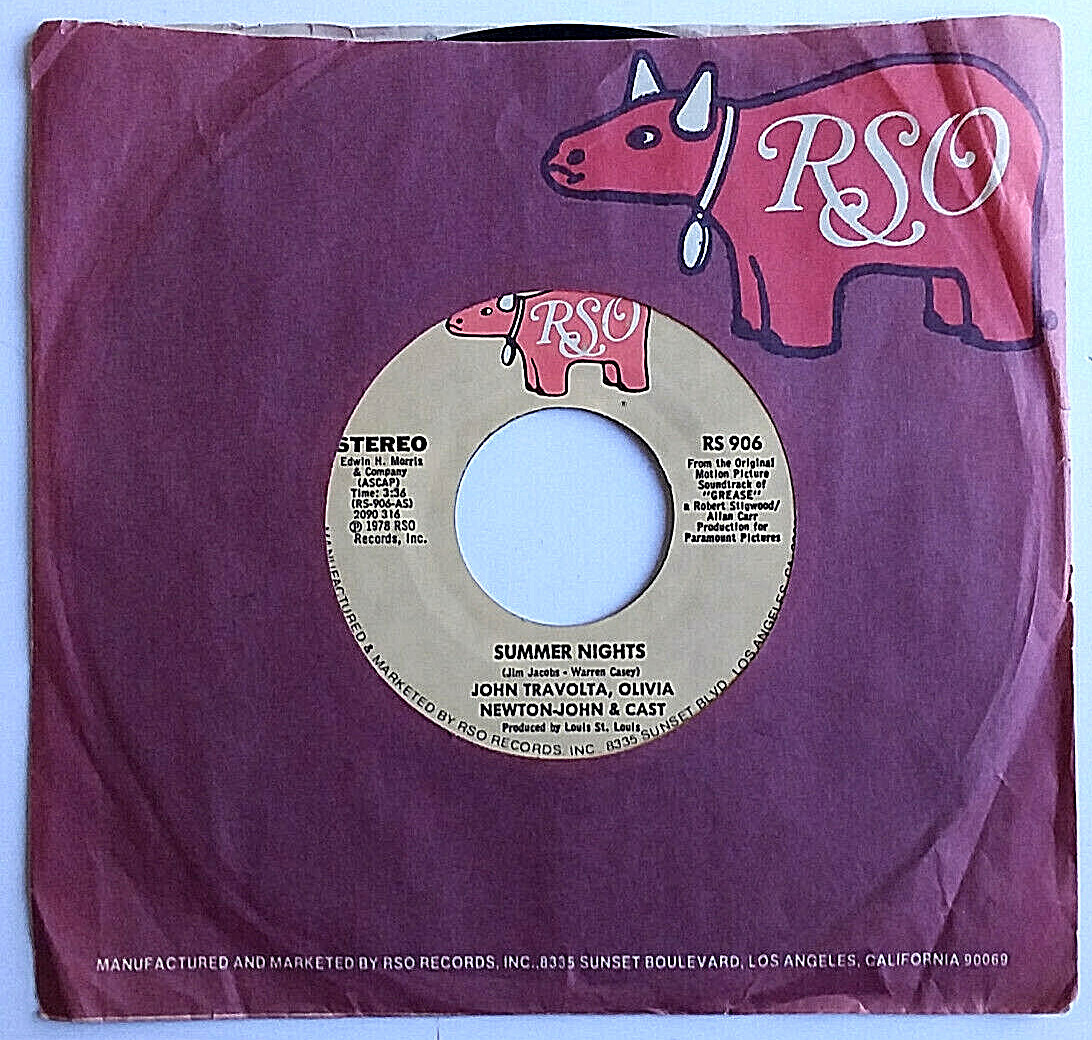 RSO
RSO
STEREO
Edwin H. Morris
& Company
(ASCAP)
Time: 3:36
(RS-906-AS)
2090 316
℗ 1978 RSO
Records, Inc.
RS 906
From the Original
Motion Picture
Soundtrack of
"GREASE"
a Robert Stigwood/
Allan Carr
Production for
Paramount Pictures
SUMMER NIGHTS
(Jim Jacobs - Warren Casey)
JOHN TRAVOLTA, OLIVIA
NEWTON-JOHN & CAST
Produced by Louis St. Louis
MANUFACTURED & MARKETED BY RSO RECORDS, INC. 8335 SUNSET BLVD. LOS ANGELES, CA.
MANUFACTURED AND MARKETED BY RSO RECORDS, INC., 8335 SUNSET BOULEVARD, LOS ANGELES, CALIFORNIA 90069